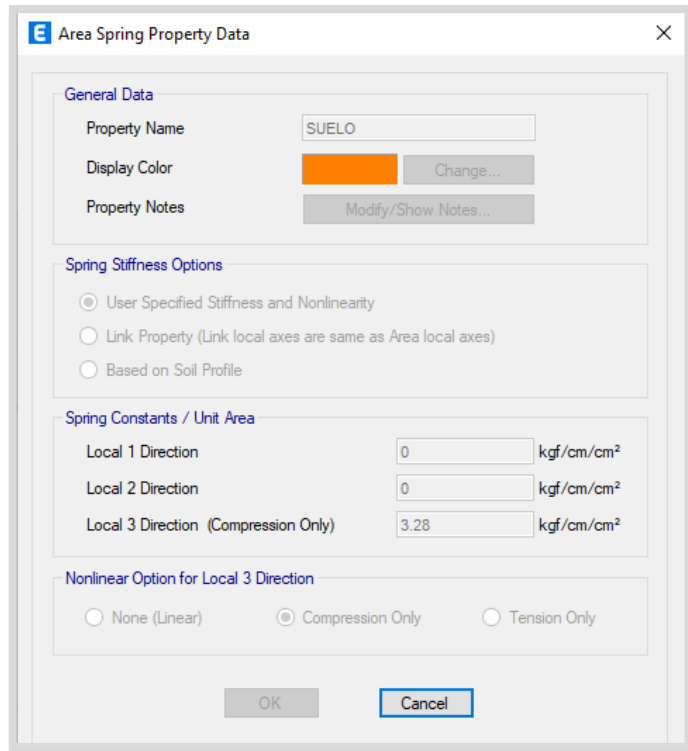 E Area Spring Property Data
General Data
Property Name SUELO
Display Color Change...
Property Notes Modify/Show Notes...
Spring Stiffness Options
User Specified Stiffness and Nonlinearity
Link Property (Link local axes are same as Area local axes)
Based on Soil Profile
Spring Constants / Unit Area
Local 1 Direction 0 kgf/cm/cm²
Local 2 Direction 0 kgf/cm/cm²
Local 3 Direction (Compression Only) 3.28 kgf/cm/cm²
Nonlinear Option for Local 3 Direction
None (Linear) Compression Only Tension Only
OK Cancel